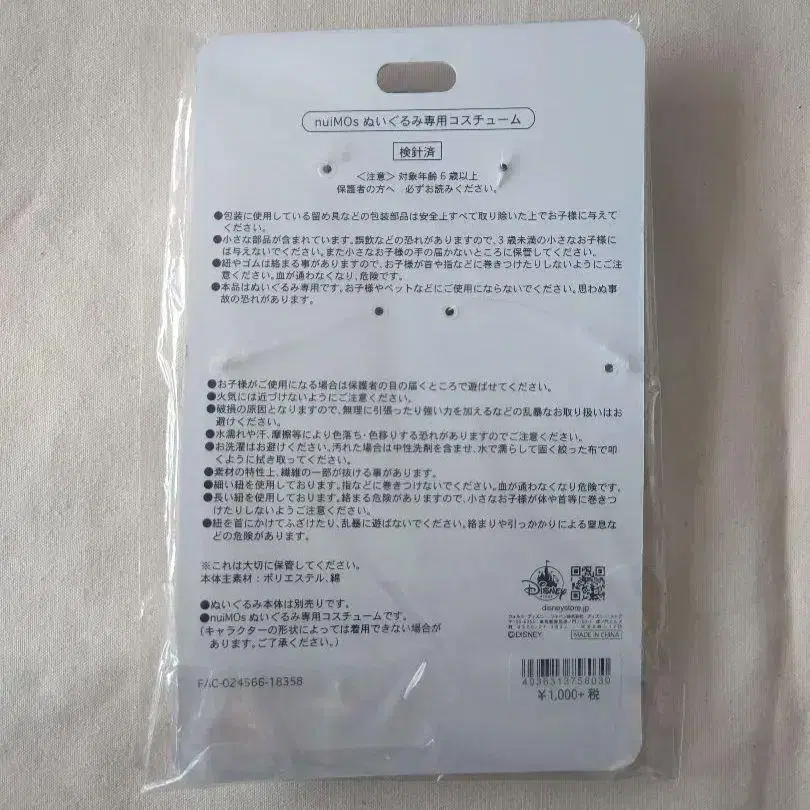 nuiMOs ぬいぐるみ専用コスチューム
検針済
＜注意＞ 対象年齢6歳以上
保護者の方へ 必ずお読みください。
●包装に使用している留め具などの包装部品は安全上すべて取り除いた上でお子様に与えて
ください。
●小さな部品が含まれています。誤飲などの恐れがありますので、3歳未満の小さなお子様に
は与えないでください。また小さなお子様の手の届かないところに保管してください。
●紐やゴムは絡まる事がありますので、お子様が首や指などに巻きつけたりしないようにご注
意ください。血が通わなくなり、危険です。
●本品はぬいぐるみ専用です。お子様やペットなどにご使用にならないでください。思わぬ事
故の恐れがあります。
●お子様がご使用になる場合は保護者の目の届くところで遊ばせてください。
●火気には近づけないようにご注意ください。
●破損の原因となりますので、無理に引張ったり強い力を加えるなどの乱暴なお取り扱いはお
避けください。
●水濡れや汗、摩擦等により色落ち・色移りする恐れがありますのでご注意ください。
●お洗濯はお避けください。汚れた場合は中性洗剤を含ませ、水で濡らして固く絞った布で叩
くように拭き取ってください。
●素材の特性上、繊維の一部が抜ける事があります。
●細い紐を使用しております。指などに巻きつけないでください。血が通わなくなり危険です。
●長い紐を使用しております。絡まる危険がありますので、小さなお子様が体や首等に巻きつ
けたりしないようご注意ください。
●紐を首にかけてふざけたり、乱暴に遊ばないでください。絡まりや引っかかりによる窒息な
どの危険があります。
※これは大切に保管してください。
本体主素材：ポリエステル、綿
●ぬいぐるみ本体は別売りです。
●nuiMOs ぬいぐるみ専用コスチュームです。
（キャラクターの形状によっては着用できない場合が
あります。ご了承ください。）
FAC-024566-18358
Disney
STORE
disneystore.jp
©DISNEY
MADE IN CHINA
4036313758030
￥1,000+ 税